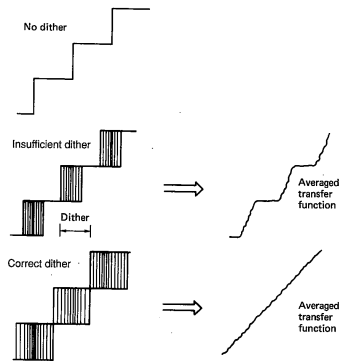 No dither
Insufficient dither
Averaged
transfer
function
Dither
Correct dither
Averaged
transfer
function